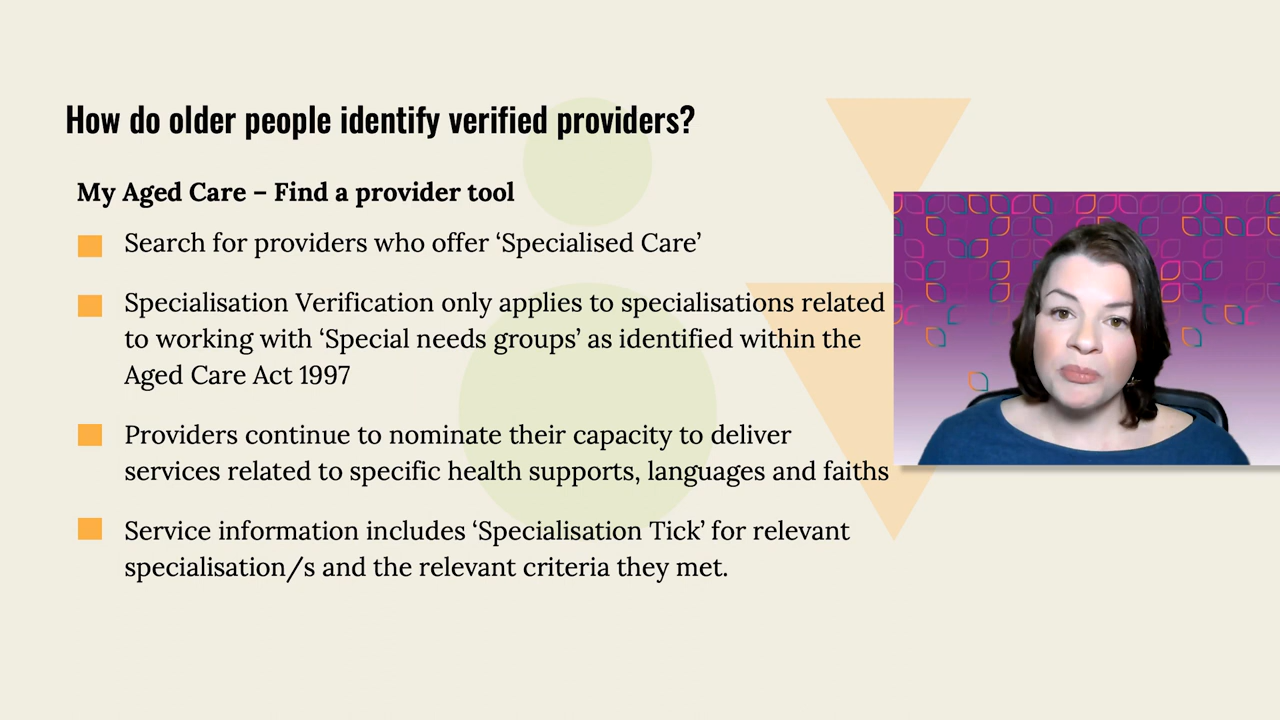 How do older people identify verified providers?
My Aged Care – Find a provider tool
Search for providers who offer ‘Specialised Care’
Specialisation Verification only applies to specialisations related
to working with ‘Special needs groups’ as identified within the
Aged Care Act 1997
Providers continue to nominate their capacity to deliver
services related to specific health supports, languages and faiths
Service information includes ‘Specialisation Tick’ for relevant
specialisation/s and the relevant criteria they met.